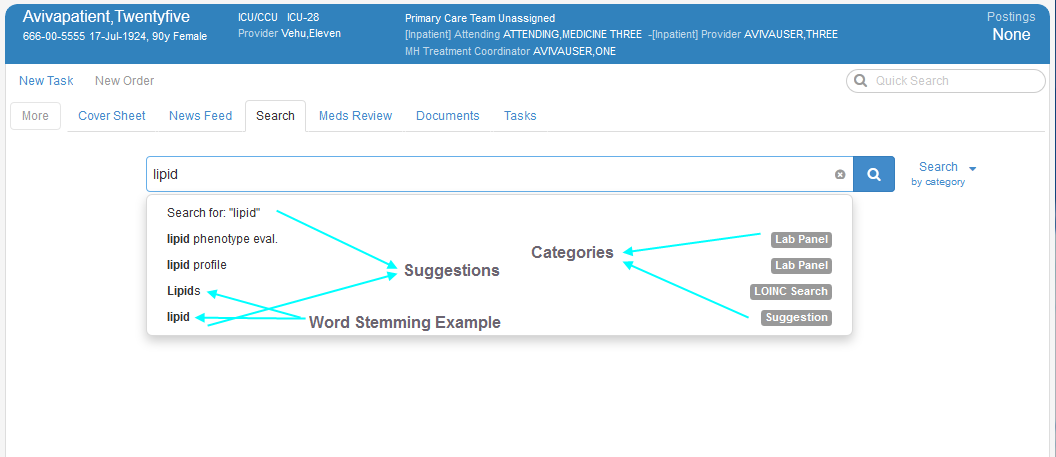 Avivapatient,Twentyfive
666-00-5555 17-Jul-1924, 90y Female
ICU/CCU ICU-28
Provider Vehu,Eleven
Primary Care Team Unassigned
[Inpatient] Attending ATTENDING,MEDICINE THREE -[Inpatient] Provider AVIVAUSER,THREE
MH Treatment Coordinator AVIVAUSER,ONE
Postings
None
New Task New Order
Quick Search
More Cover Sheet News Feed Search Meds Review Documents Tasks
lipid
Search
by category
Search for: "lipid"
lipid phenotype eval.
Lab Panel
Categories
lipid profile
Lab Panel
Suggestions
Lipids
LOINC Search
lipid
Suggestion
Word Stemming Example